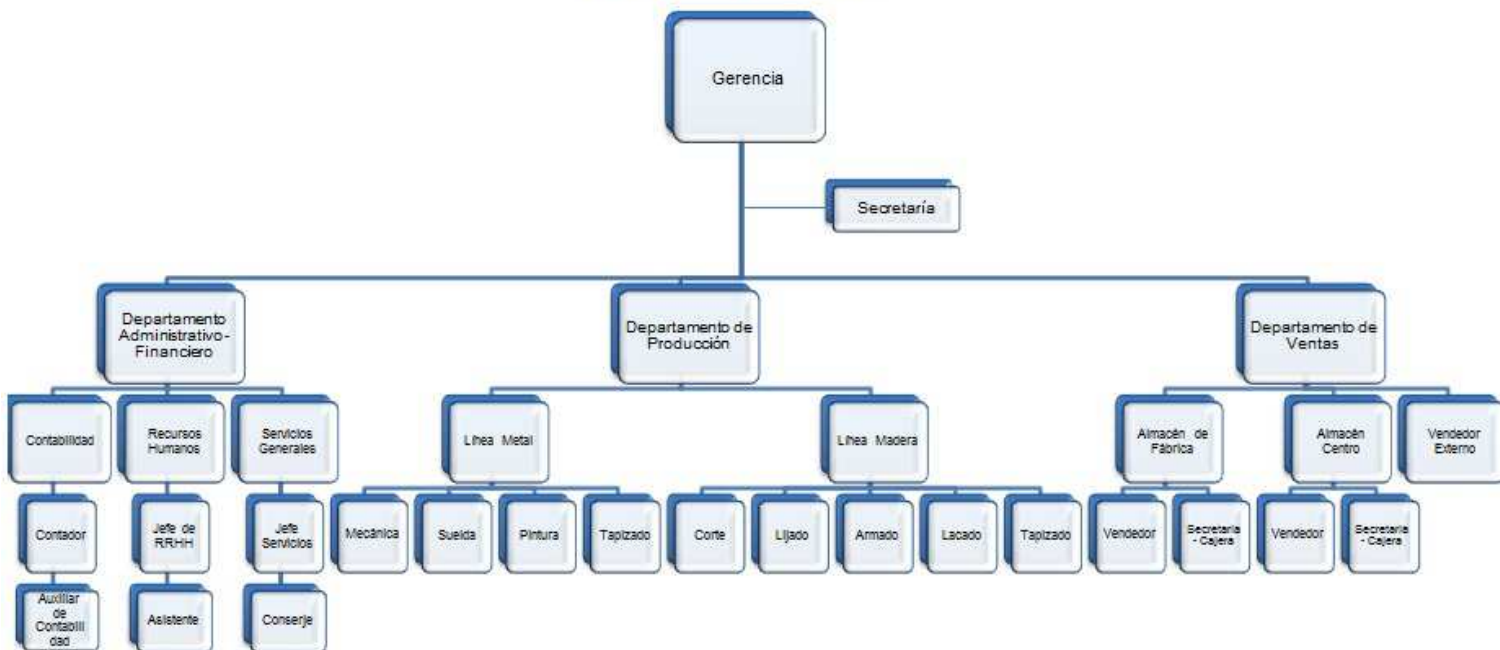 Gerencia
Secretaría
Departamento
Administrativo-
Financiero
Departamento de
Producción
Departamento de
Ventas
Contabilidad
Recursos
Humanos
Servicios
Generales
Línea Metal
Línea Madera
Almacén de
Fábrica
Almacén
Centro
Vendedor
Externo
Contador
Jefe de
RRHH
Jefe
Servicios
Mecánica
Suelda
Pintura
Tapizado
Corte
Lijado
Armado
Lacado
Tapizado
Vendedor
Secretaria
- Cajera
Vendedor
Secretaria
- Cajera
Auxiliar
de
Contabili
dad
Asistente
Conserje